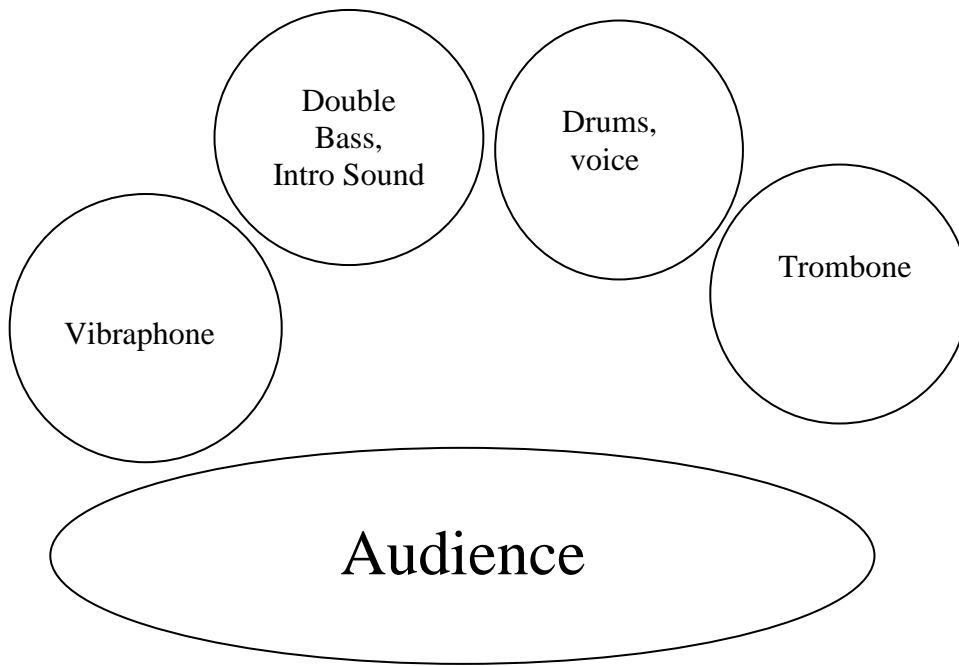 Double
Bass,
Intro Sound
Drums,
voice
Trombone
Vibraphone
Audience